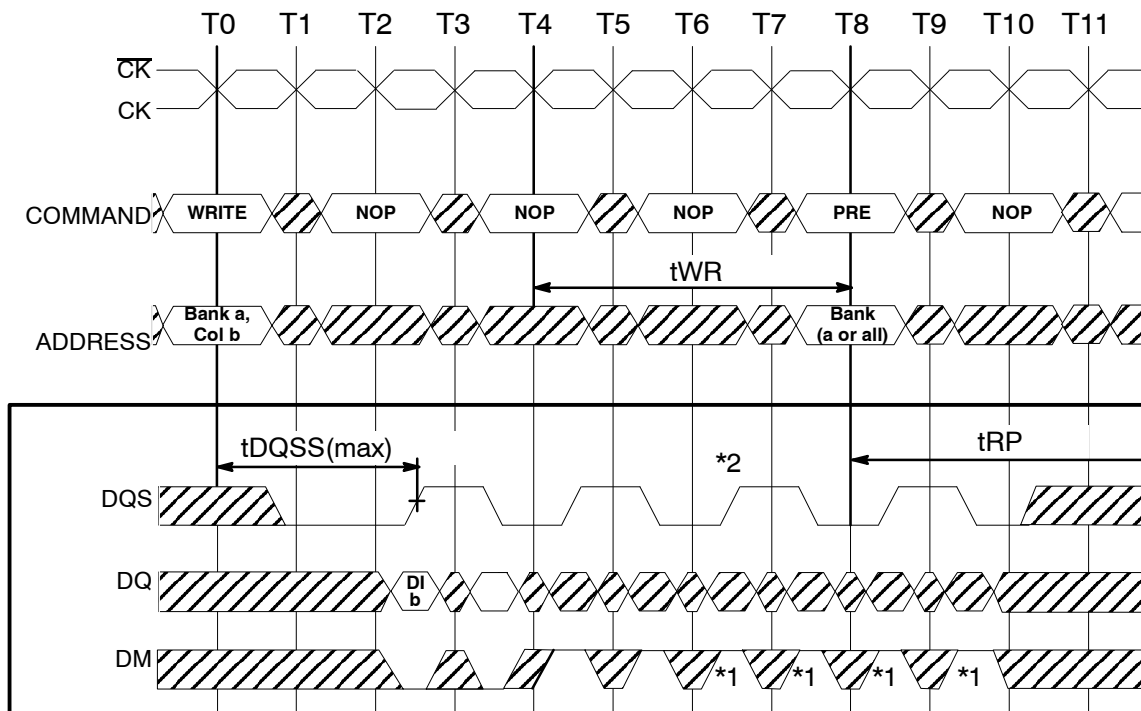 T0 T1 T2 T3 T4 T5 T6 T7 T8 T9 T10 T11
CK
CK
COMMAND WRITE NOP NOP NOP PRE NOP
tWR
ADDRESS Bank a, Col b Bank (a or all)
tDQSS(max) *2 tRP
DQS
DQ DI b
DM *1 *1 *1 *1